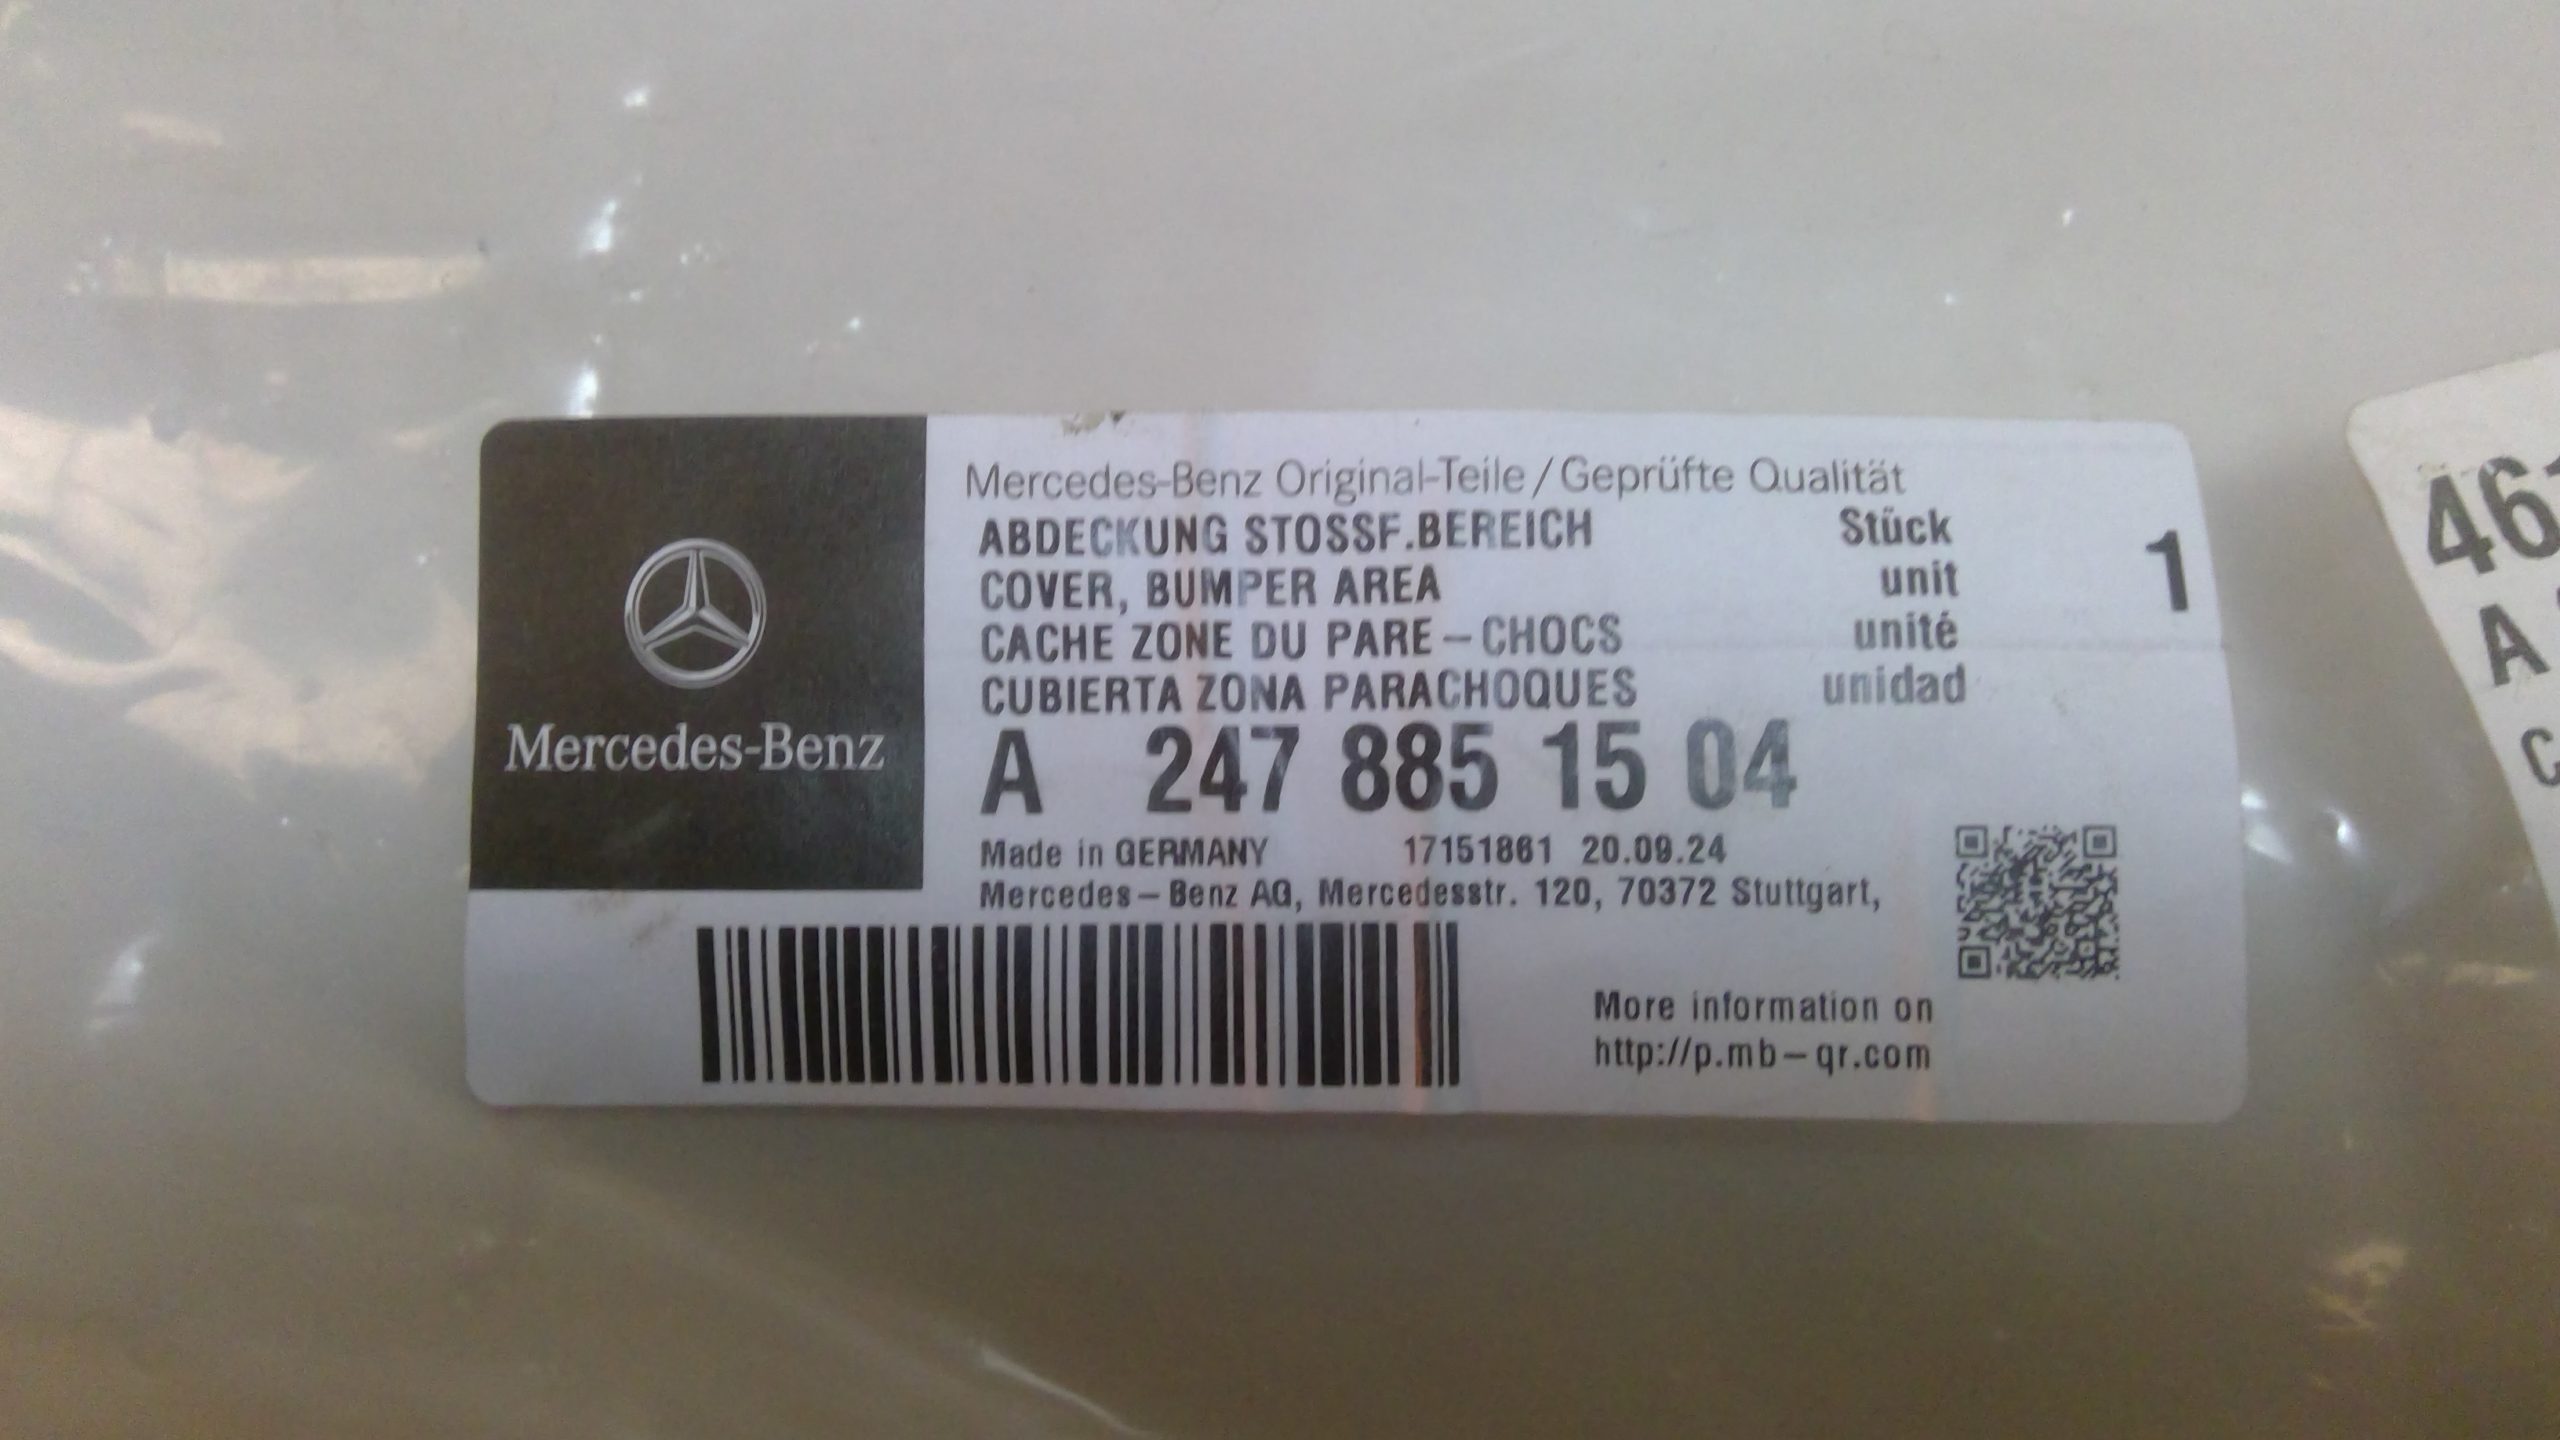 Mercedes-Benz
Mercedes-Benz Original-Teile / Geprüfte Qualität
ABDECKUNG STOSSF.BEREICH Stück
COVER, BUMPER AREA unit 1
CACHE ZONE DU PARE-CHOCS unité
CUBIERTA ZONA PARACHOQUES unidad
A 247 885 15 04
Made in GERMANY 17151861 20.09.24
Mercedes-Benz AG, Mercedesstr. 120, 70372 Stuttgart,
More information on
http://p.mb-qr.com
A